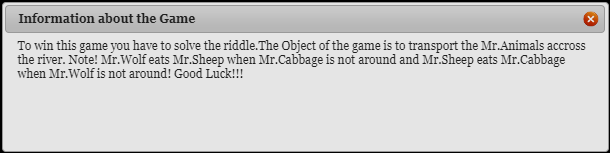 Information about the Game
To win this game you have to solve the riddle.The Object of the game is to transport the Mr.Animals accross
the river. Note! Mr.Wolf eats Mr.Sheep when Mr.Cabbage is not around and Mr.Sheep eats Mr.Cabbage
when Mr.Wolf is not around! Good Luck!!!